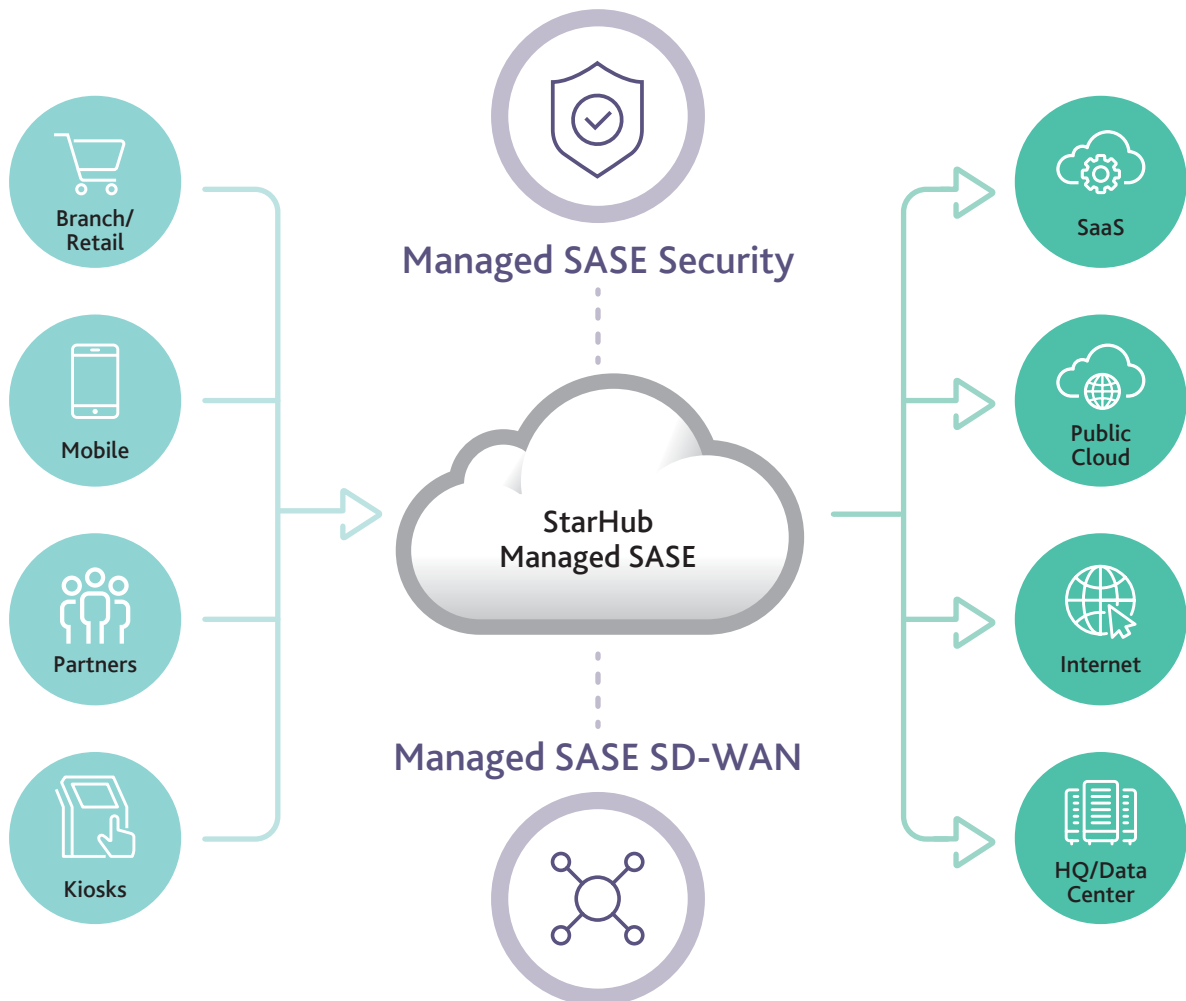 Branch/
Retail
Mobile
Partners
Kiosks
Managed SASE Security
StarHub
Managed SASE
Managed SASE SD-WAN
SaaS
Public
Cloud
Internet
HQ/Data
Center